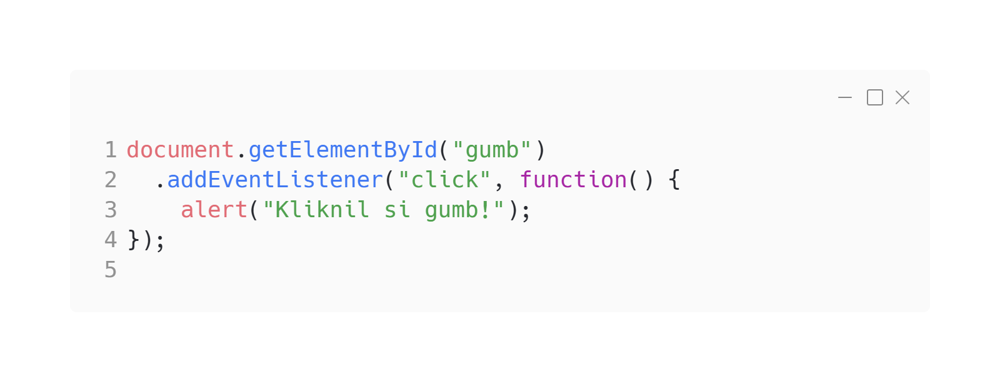 1 document.getElementById("gumb")
2   .addEventListener("click", function() {
3     alert("Kliknil si gumb!");
4 });
5